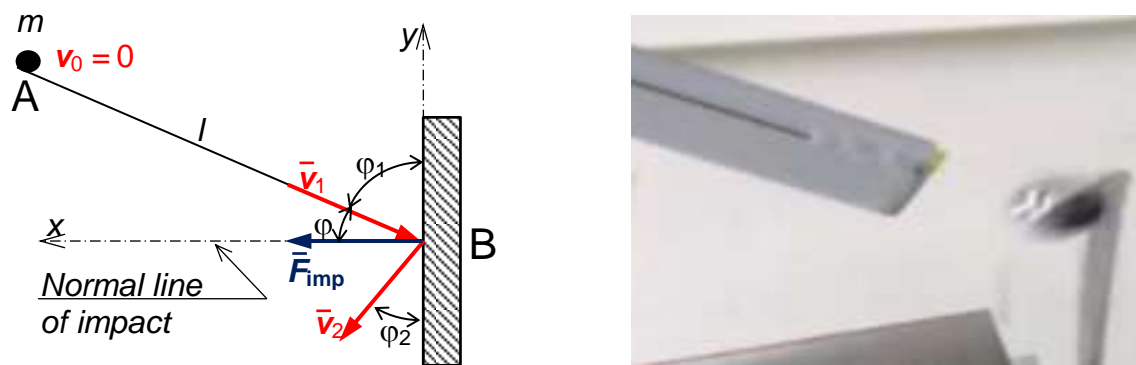 m
v₀ = 0
A
y
l
v̄₁
φ₁
φ
x
B
F̄imp
Normal line
of impact
v̄₂
φ₂